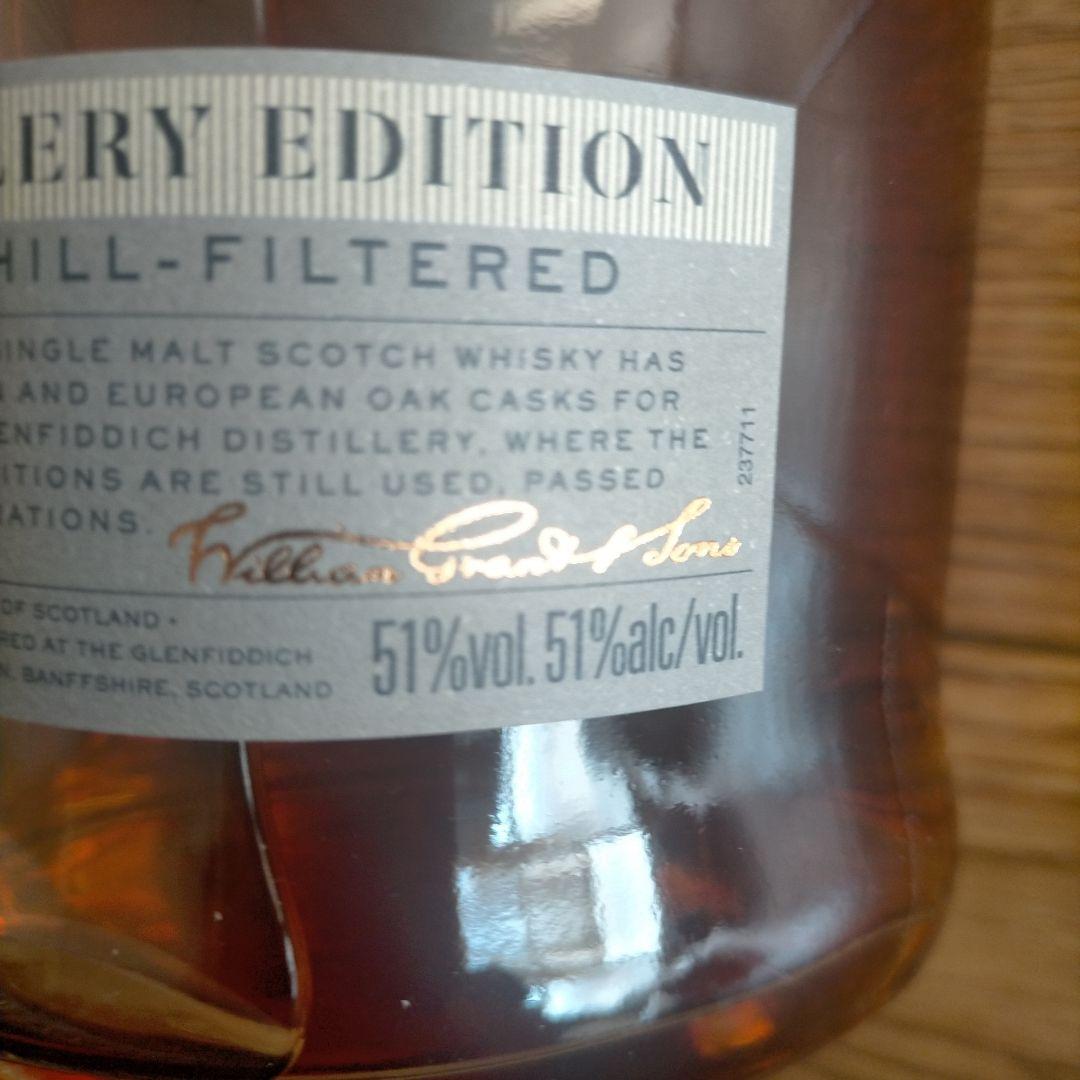 LERY EDITION
HILL-FILTERED
SINGLE MALT SCOTCH WHISKY HAS
AND EUROPEAN OAK CASKS FOR
ENFIDDICH DISTILLERY, WHERE THE
ITIONS ARE STILL USED, PASSED
RATIONS.
William Grant & Sons
237711
OF SCOTLAND •
RED AT THE GLENFIDDICH
N, BANFFSHIRE, SCOTLAND
51%vol. 51%alc/vol.